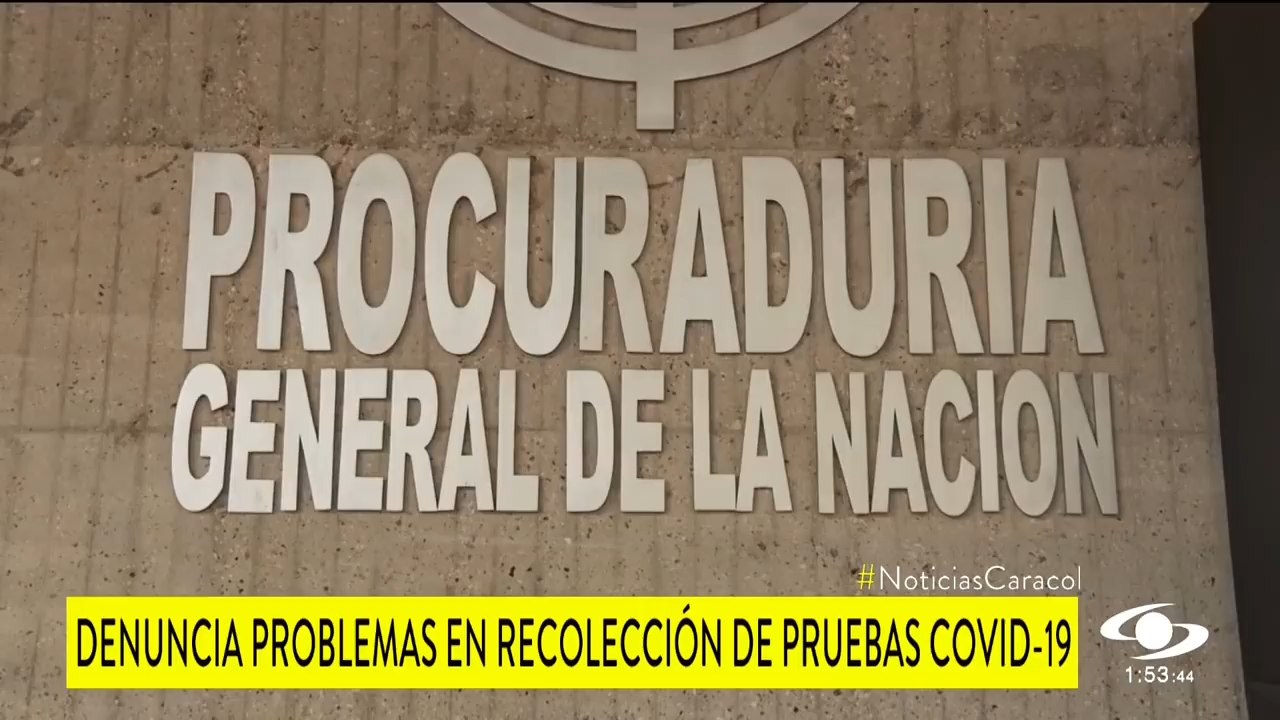 PROCURADURIA
GENERAL DE LA NACION
#NoticiasCaracol
DENUNCIA PROBLEMAS EN RECOLECCIÓN DE PRUEBAS COVID-19
1:53:44